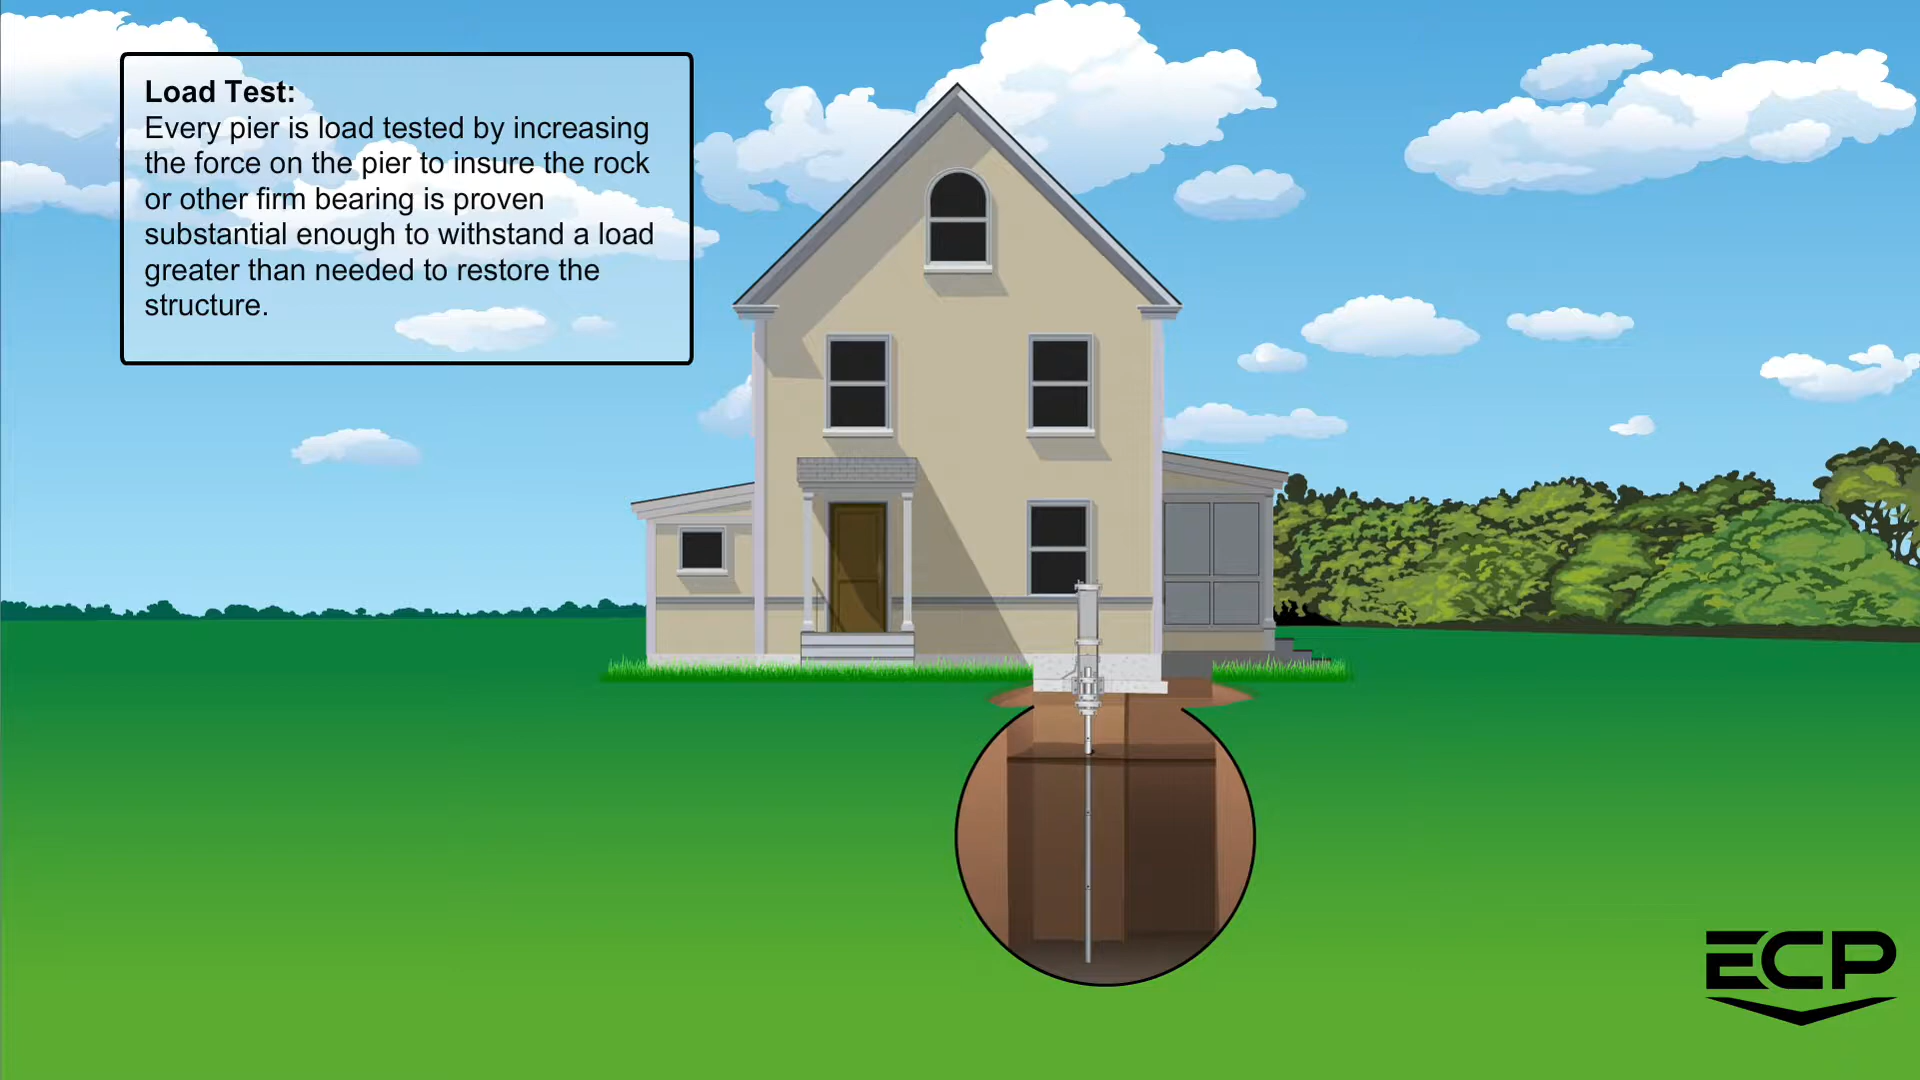 Load Test:
Every pier is load tested by increasing
the force on the pier to insure the rock
or other firm bearing is proven
substantial enough to withstand a load
greater than needed to restore the
structure.
ECP